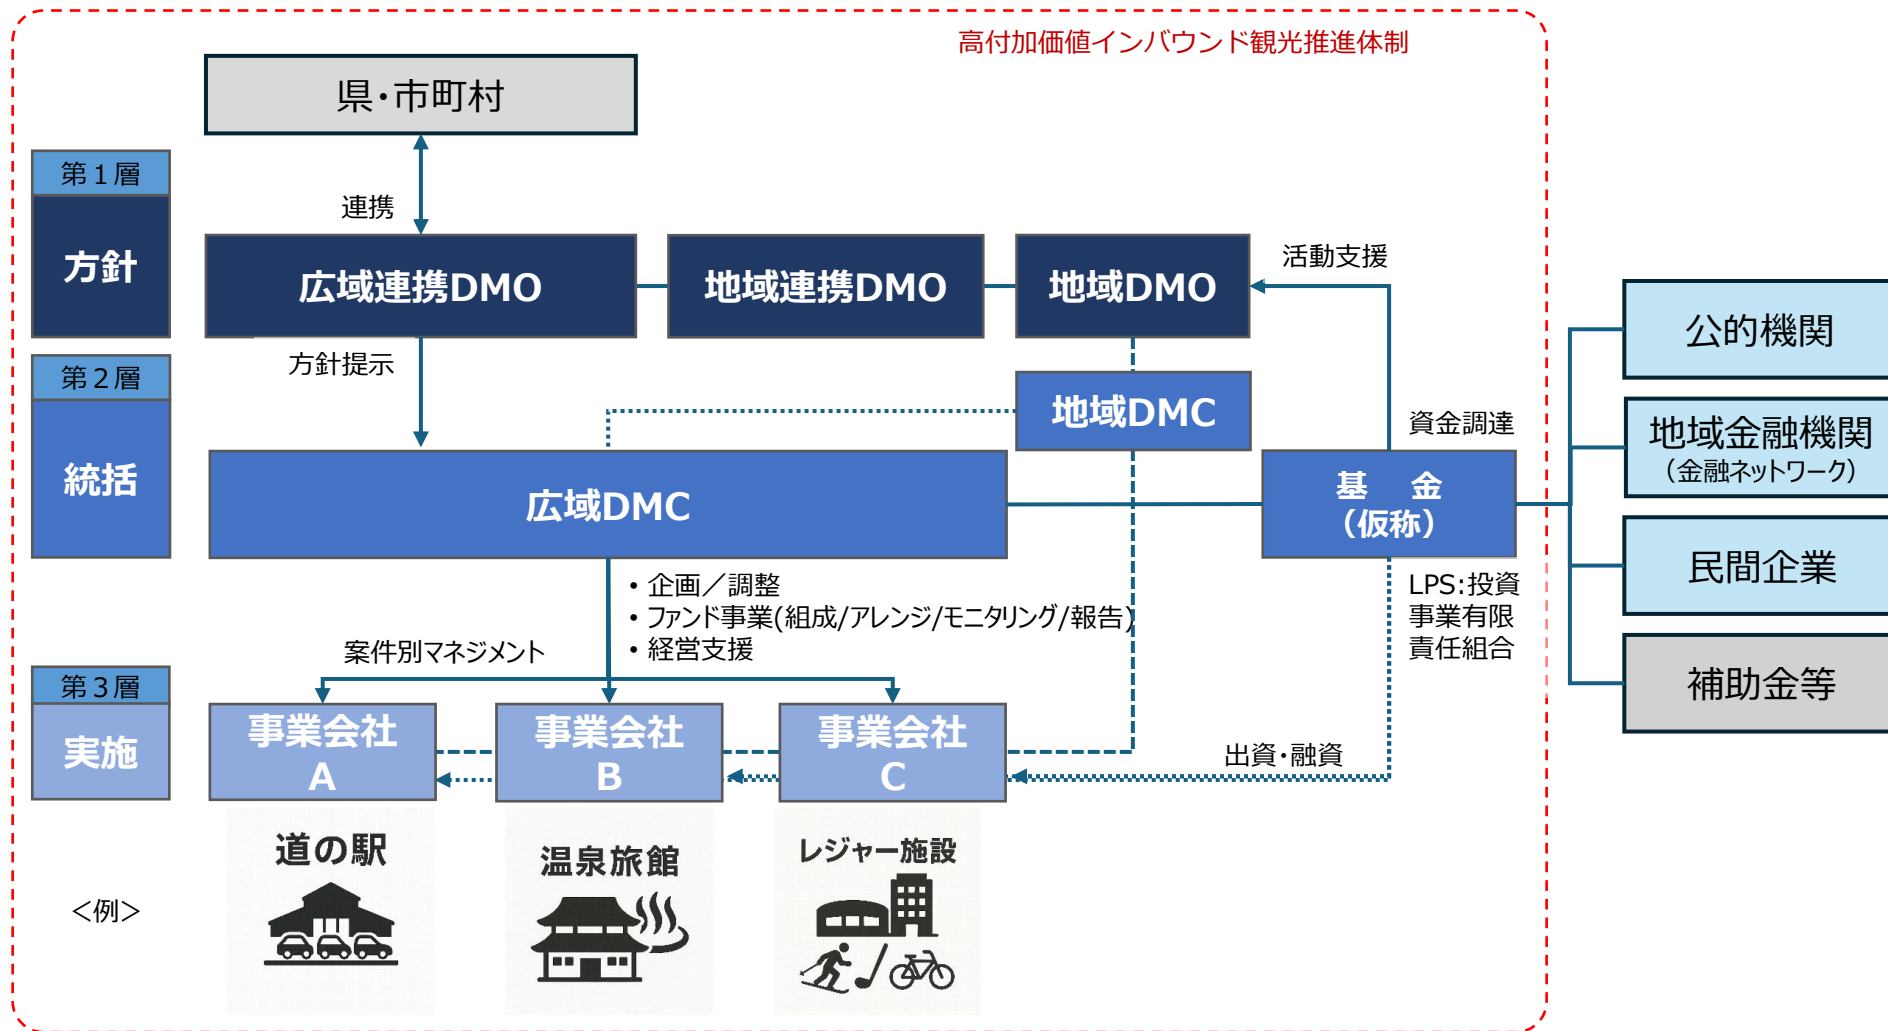 高付加価値インバウンド観光推進体制
県・市町村
第1層
方針
連携
広域連携DMO
地域連携DMO
地域DMO
活動支援
方針提示
第2層
統括
地域DMC
資金調達
広域DMC
基 金
（仮称）
公的機関
地域金融機関
（金融ネットワーク）
民間企業
補助金等
・企画／調整
・ファンド事業(組成/アレンジ/モニタリング/報告)
・経営支援
LPS:投資
事業有限
責任組合
案件別マネジメント
第3層
実施
事業会社
A
事業会社
B
事業会社
C
出資・融資
＜例＞
道の駅
温泉旅館
レジャー施設